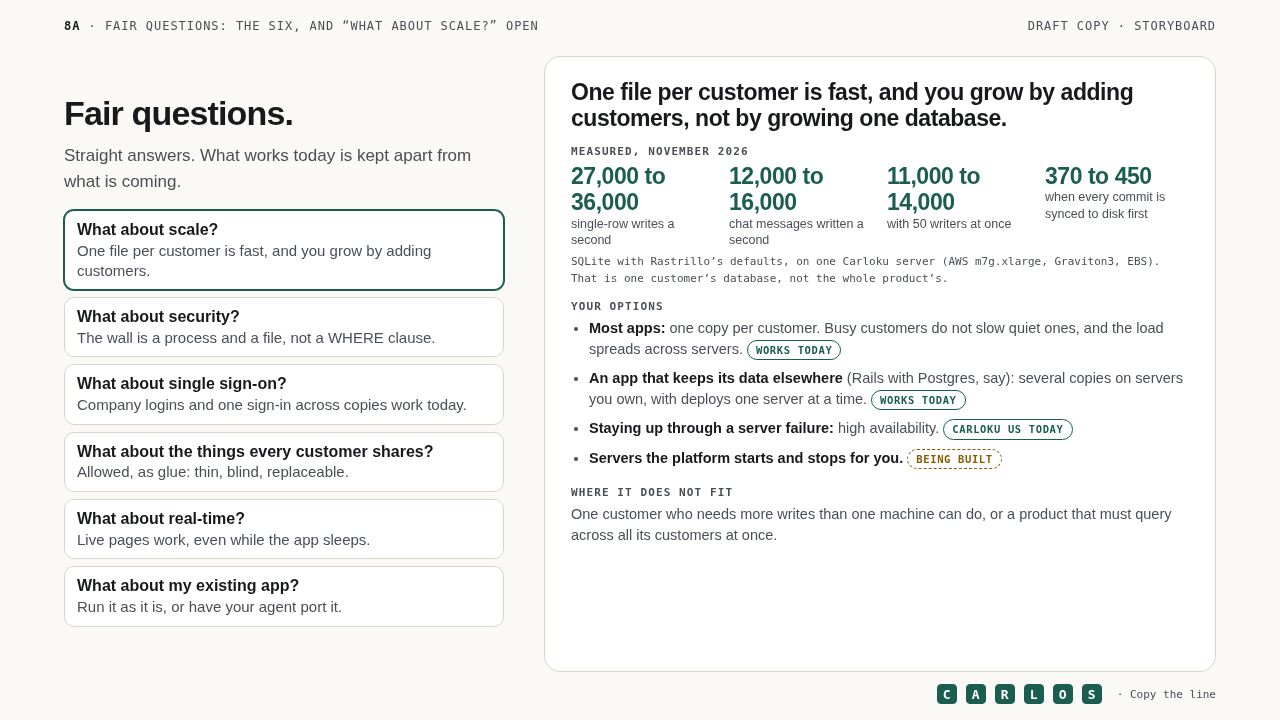 8A · FAIR QUESTIONS: THE SIX, AND “WHAT ABOUT SCALE?” OPEN
DRAFT COPY · STORYBOARD
Fair questions.
Straight answers. What works today is kept apart from
what is coming.
What about scale?
One file per customer is fast, and you grow by adding
customers.
What about security?
The wall is a process and a file, not a WHERE clause.
What about single sign-on?
Company logins and one sign-in across copies work today.
What about the things every customer shares?
Allowed, as glue: thin, blind, replaceable.
What about real-time?
Live pages work, even while the app sleeps.
What about my existing app?
Run it as it is, or have your agent port it.
One file per customer is fast, and you grow by adding
customers, not by growing one database.
MEASURED, NOVEMBER 2026
27,000 to
36,000
single-row writes a
second
12,000 to
16,000
chat messages written a
second
11,000 to
14,000
with 50 writers at once
370 to 450
when every commit is
synced to disk first
SQLite with Rastrillo’s defaults, on one Carloku server (AWS m7g.xlarge, Graviton3, EBS).
That is one customer’s database, not the whole product’s.
YOUR OPTIONS
• Most apps: one copy per customer. Busy customers do not slow quiet ones, and the load
spreads across servers. WORKS TODAY
• An app that keeps its data elsewhere (Rails with Postgres, say): several copies on servers
you own, with deploys one server at a time. WORKS TODAY
• Staying up through a server failure: high availability. CARLOKU US TODAY
• Servers the platform starts and stops for you. BEING BUILT
WHERE IT DOES NOT FIT
One customer who needs more writes than one machine can do, or a product that must query
across all its customers at once.
C A R L O S · Copy the line